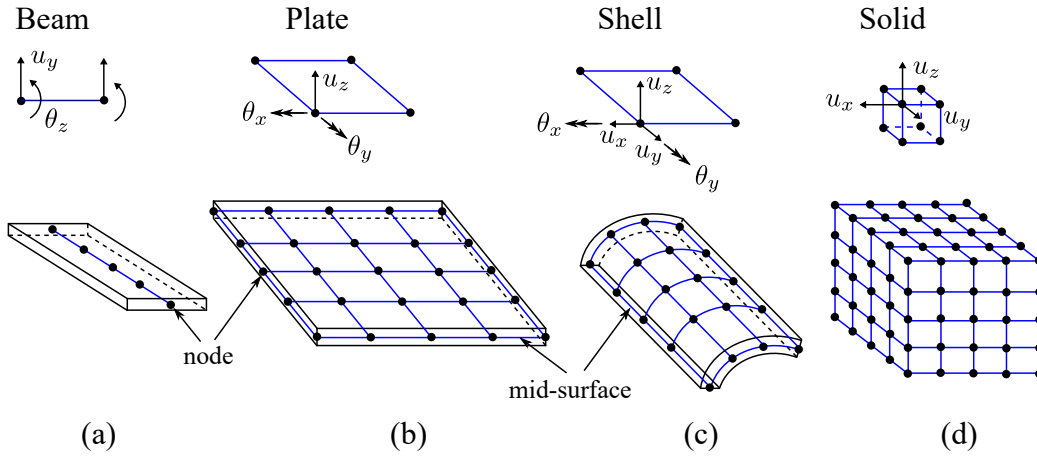 Beam
Plate
Shell
Solid
u_y
θ_z
u_z
θ_x
θ_y
u_z
θ_x
u_x
u_y
θ_y
u_z
u_x
u_y
node
mid-surface
(a)
(b)
(c)
(d)